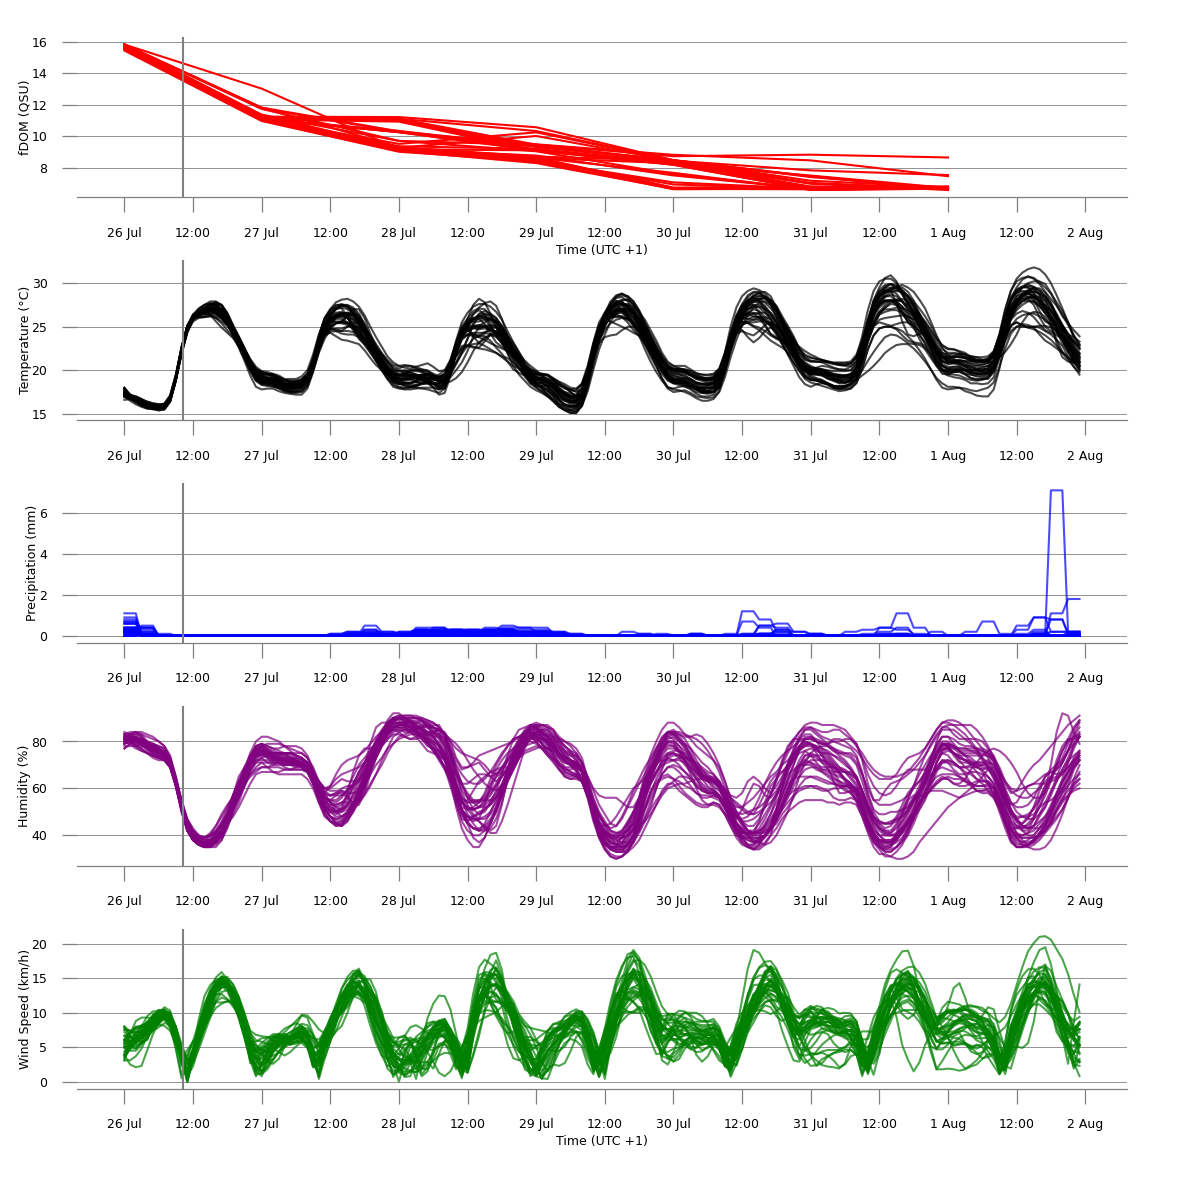 fDOM (QSU)
16
14
12
10
8
26 Jul 12:00 27 Jul 12:00 28 Jul 12:00 29 Jul 12:00 30 Jul 12:00 31 Jul 12:00 1 Aug 12:00 2 Aug
Time (UTC +1)
Temperature (°C)
30
25
20
15
26 Jul 12:00 27 Jul 12:00 28 Jul 12:00 29 Jul 12:00 30 Jul 12:00 31 Jul 12:00 1 Aug 12:00 2 Aug
Precipitation (mm)
6
4
2
0
26 Jul 12:00 27 Jul 12:00 28 Jul 12:00 29 Jul 12:00 30 Jul 12:00 31 Jul 12:00 1 Aug 12:00 2 Aug
Humidity (%)
80
60
40
26 Jul 12:00 27 Jul 12:00 28 Jul 12:00 29 Jul 12:00 30 Jul 12:00 31 Jul 12:00 1 Aug 12:00 2 Aug
Wind Speed (km/h)
20
15
10
5
0
26 Jul 12:00 27 Jul 12:00 28 Jul 12:00 29 Jul 12:00 30 Jul 12:00 31 Jul 12:00 1 Aug 12:00 2 Aug
Time (UTC +1)